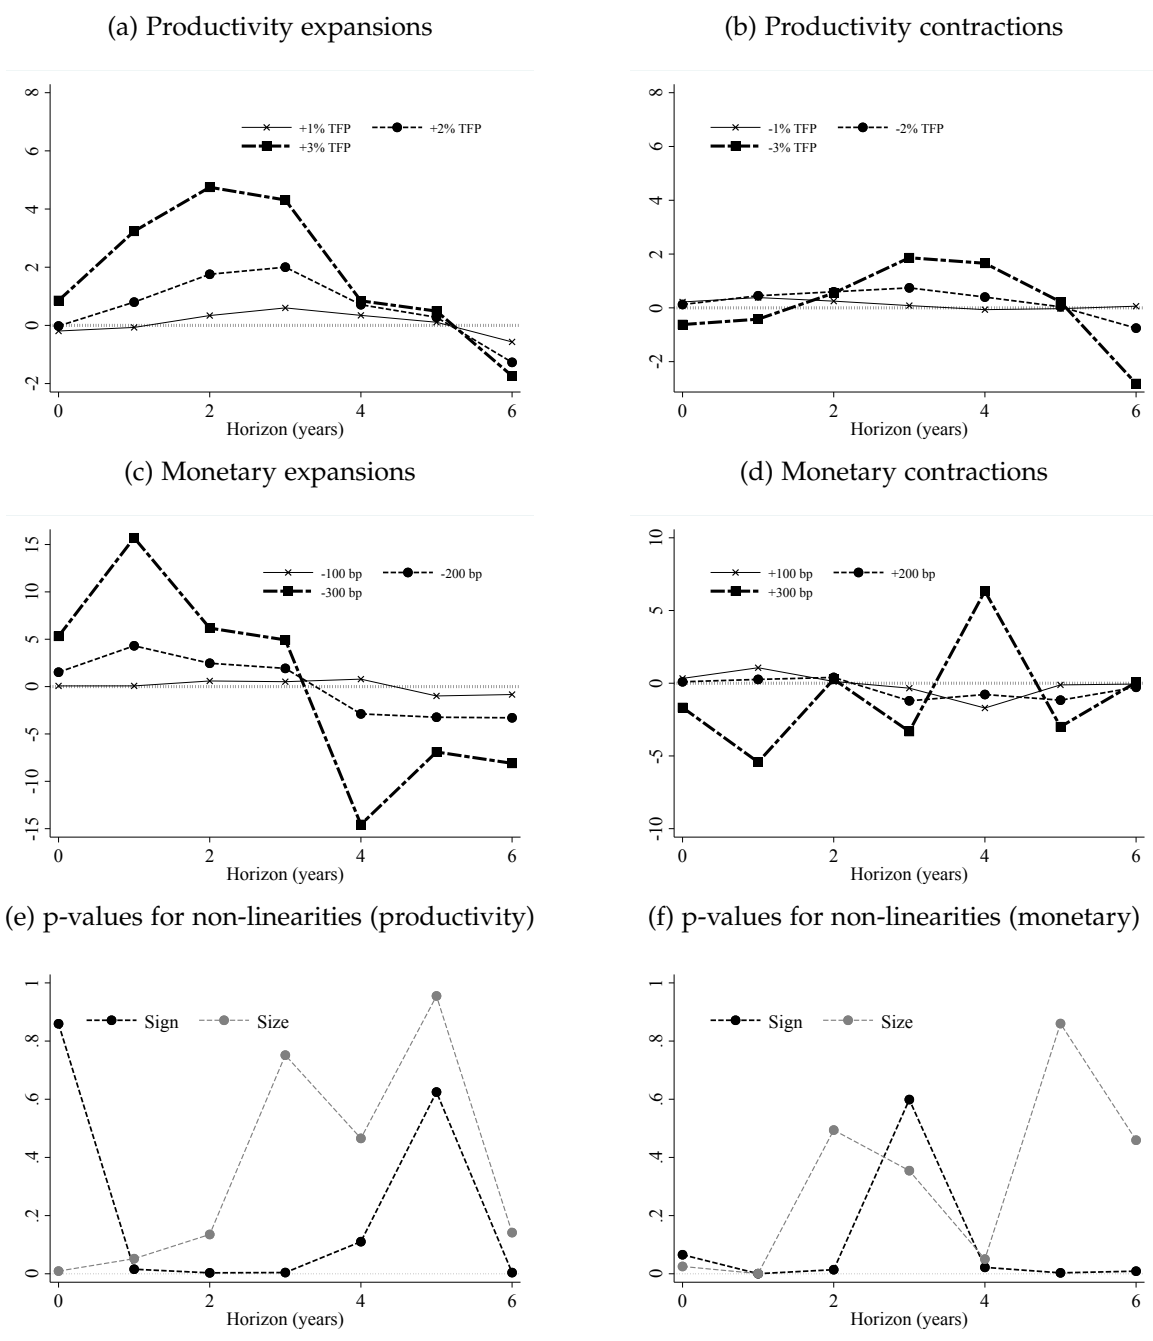 (a) Productivity expansions
(b) Productivity contractions
8
6
4
2
0
-2
+1% TFP
+2% TFP
+3% TFP
0
2
4
6
Horizon (years)
8
6
4
2
0
-2
-1% TFP
-2% TFP
-3% TFP
0
2
4
6
Horizon (years)
(c) Monetary expansions
(d) Monetary contractions
15
10
5
0
-5
-10
-15
-100 bp
-200 bp
-300 bp
0
2
4
6
Horizon (years)
10
5
0
-5
-10
+100 bp
+200 bp
+300 bp
0
2
4
6
Horizon (years)
(e) p-values for non-linearities (productivity)
(f) p-values for non-linearities (monetary)
1
.8
.6
.4
.2
0
Sign
Size
0
2
4
6
Horizon (years)
1
.8
.6
.4
.2
0
Sign
Size
0
2
4
6
Horizon (years)